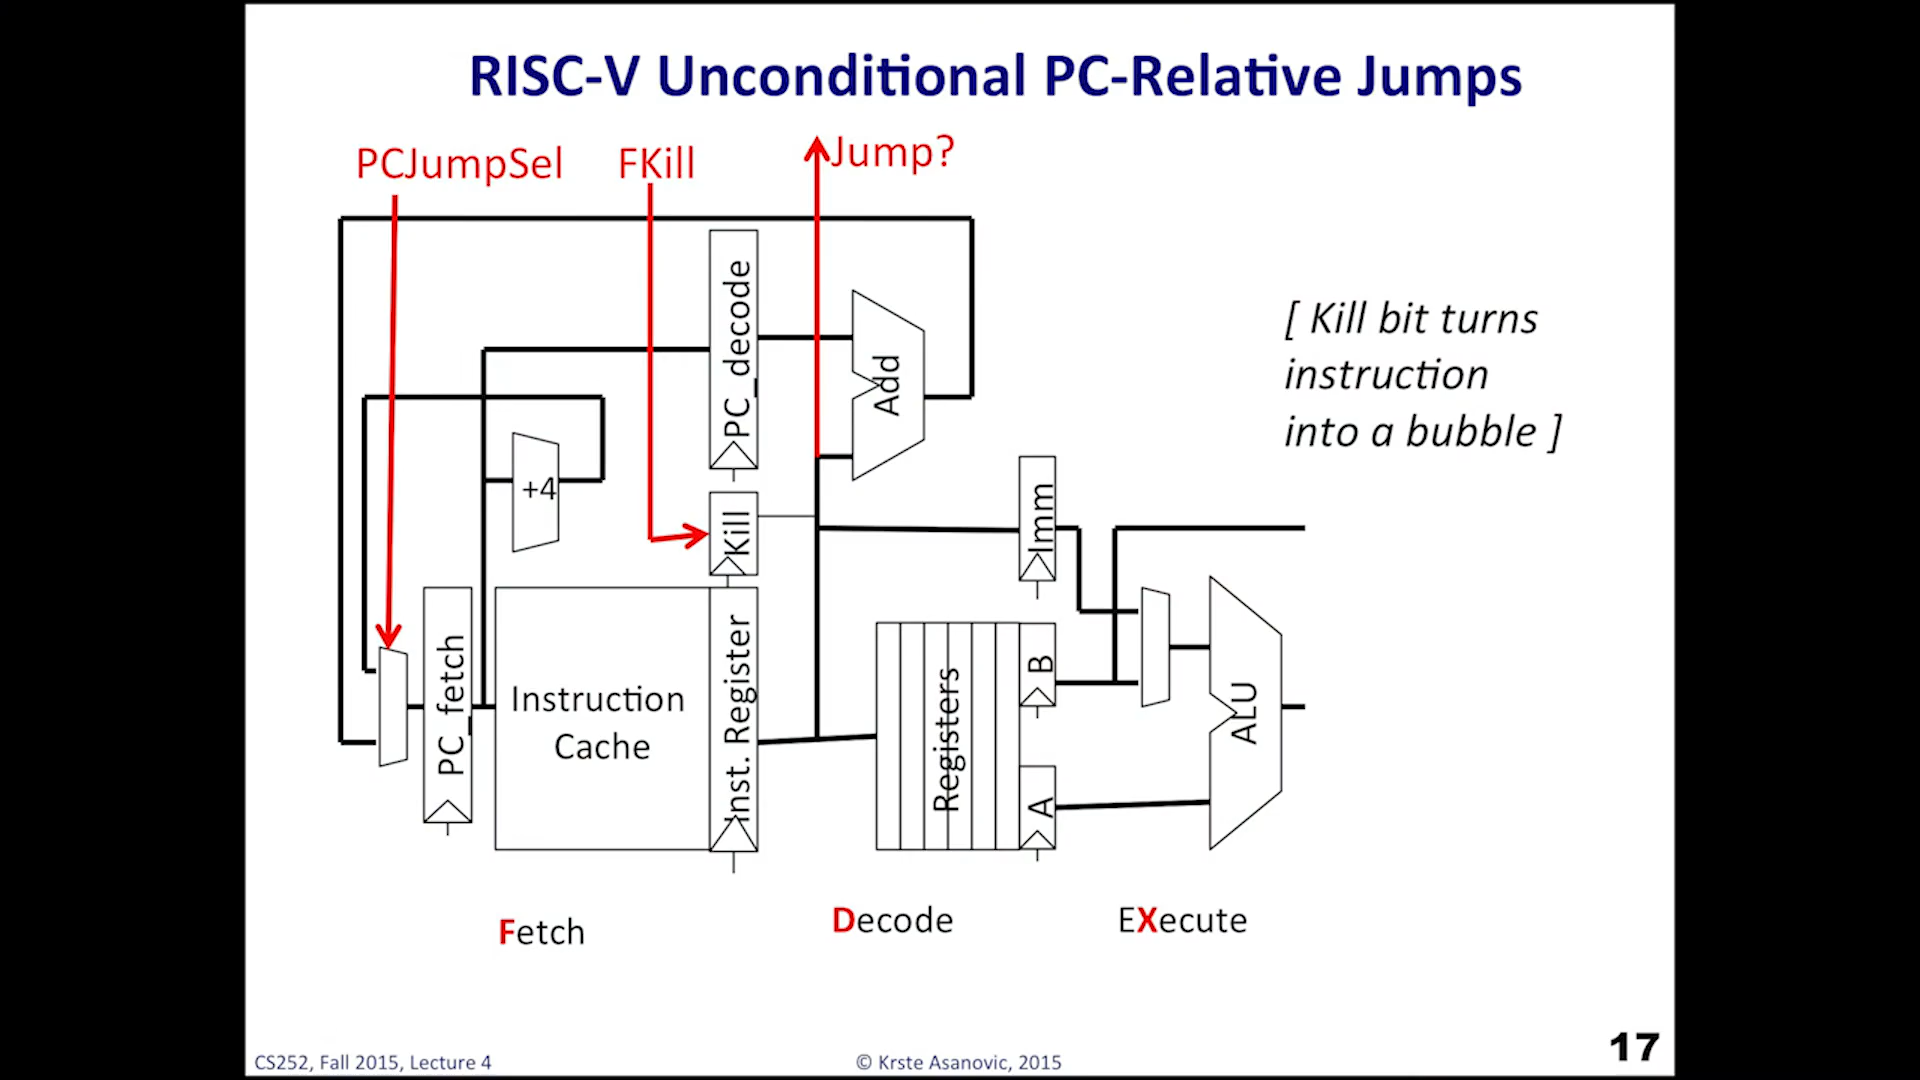 RISC-V Unconditional PC-Relative Jumps
PCJumpSel
FKill
Jump?
PC_decode
Add
[ Kill bit turns
instruction
into a bubble ]
+4
Kill
Imm
PC_fetch
Instruction
Cache
Inst. Register
Registers
B
A
ALU
Fetch
Decode
EXecute
CS252, Fall 2015, Lecture 4
© Krste Asanovic, 2015
17